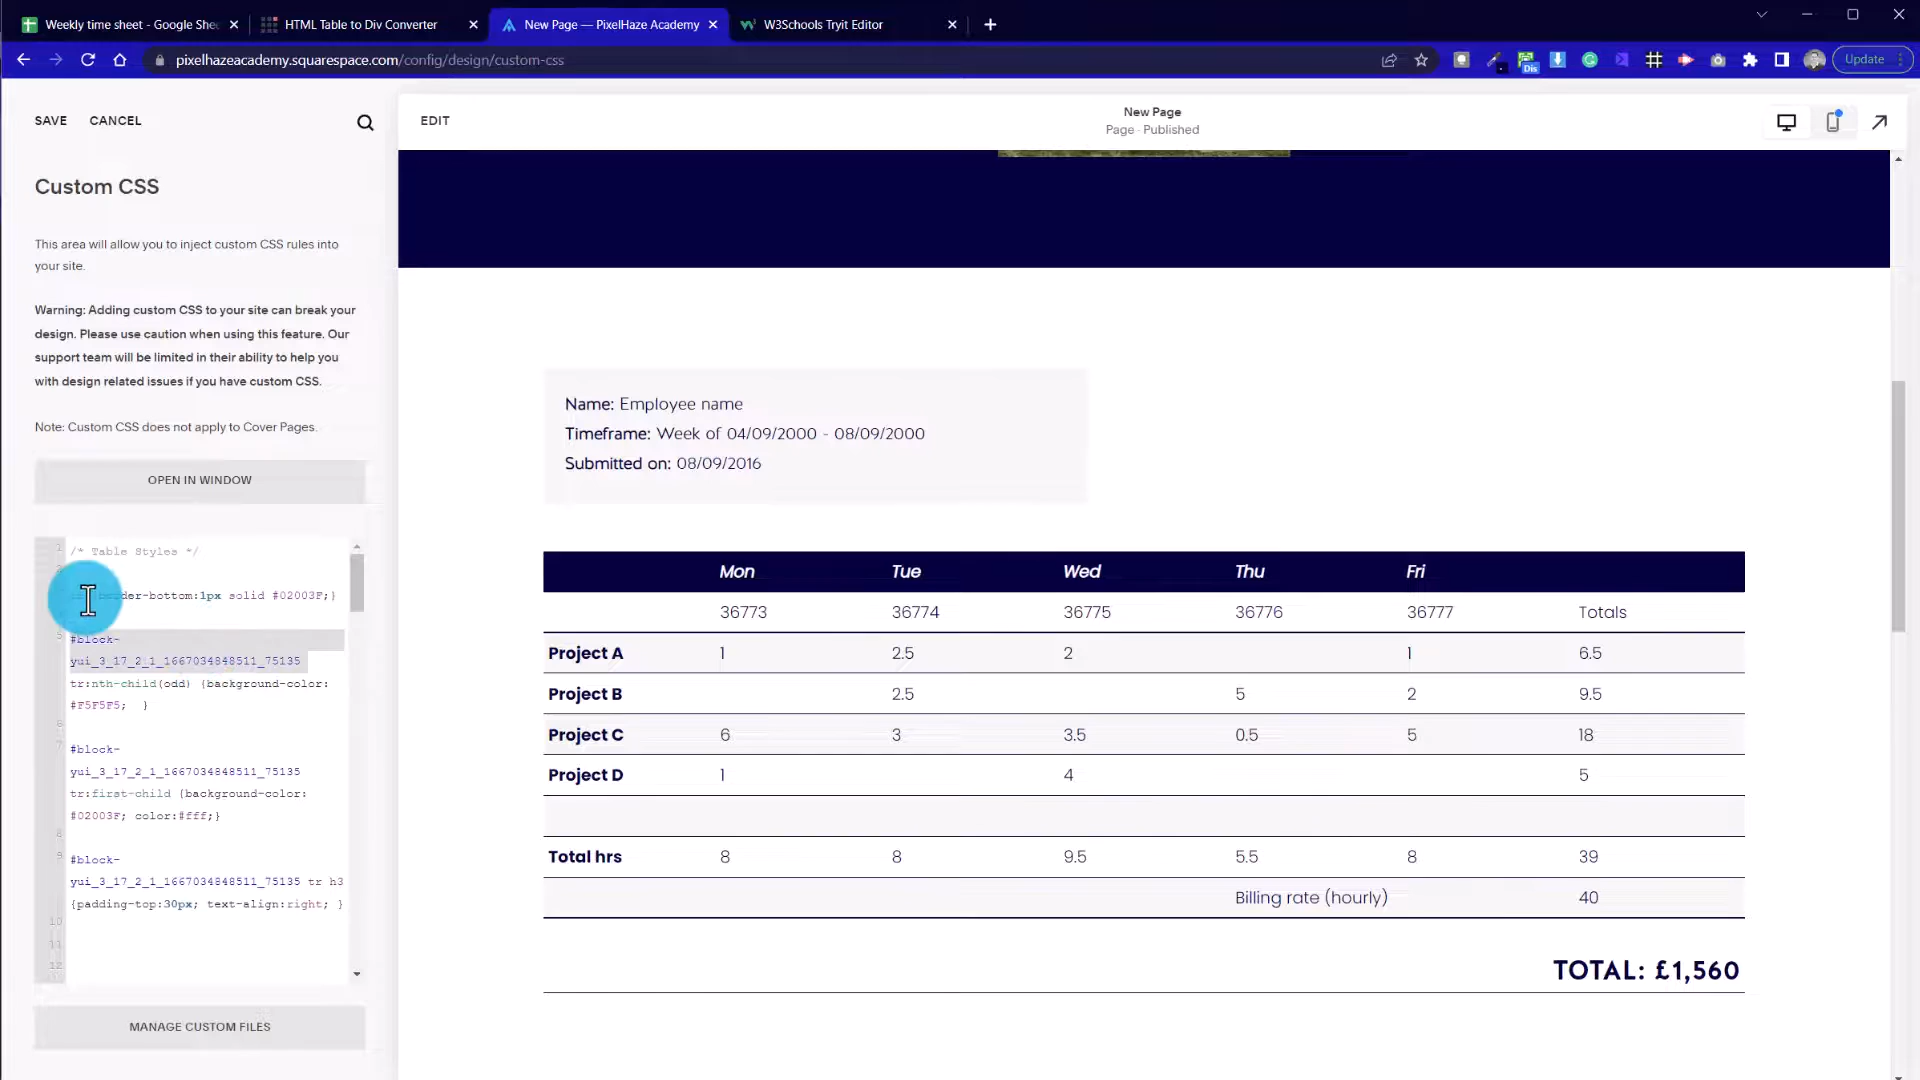 Weekly time sheet - Google She
HTML Table to Div Converter
New Page — PixelHaze Academy
W3Schools Tryit Editor
pixelhazeacademy.squarespace.com/config/design/custom-css
Dis
Update
SAVE CANCEL
EDIT
New Page
Page · Published
Custom CSS
This area will allow you to inject custom CSS rules into
your site.
Warning: Adding custom CSS to your site can break your
design. Please use caution when using this feature. Our
support team will be limited in their ability to help you
with design related issues if you have custom CSS.
Note: Custom CSS does not apply to Cover Pages.
OPEN IN WINDOW
1 /* Table Styles */
border-bottom:1px solid #02003F;}
5 #block-
yui_3_17_2_1_1667034848511_75135
tr:nth-child(odd) {background-color:
#F5F5F5; }
6
7 #block-
yui_3_17_2_1_1667034848511_75135
tr:first-child {background-color:
#02003F; color:#fff;}
8
9 #block-
yui_3_17_2_1_1667034848511_75135 tr h3
{padding-top:30px; text-align:right; }
10
11
12
MANAGE CUSTOM FILES
Name: Employee name
Timeframe: Week of 04/09/2000 - 08/09/2000
Submitted on: 08/09/2016
Mon Tue Wed Thu Fri
36773 36774 36775 36776 36777 Totals
Project A 1 2.5 2 1 6.5
Project B 2.5 5 2 9.5
Project C 6 3 3.5 0.5 5 18
Project D 1 4 5
Total hrs 8 8 9.5 5.5 8 39
Billing rate (hourly) 40
TOTAL: £1,560